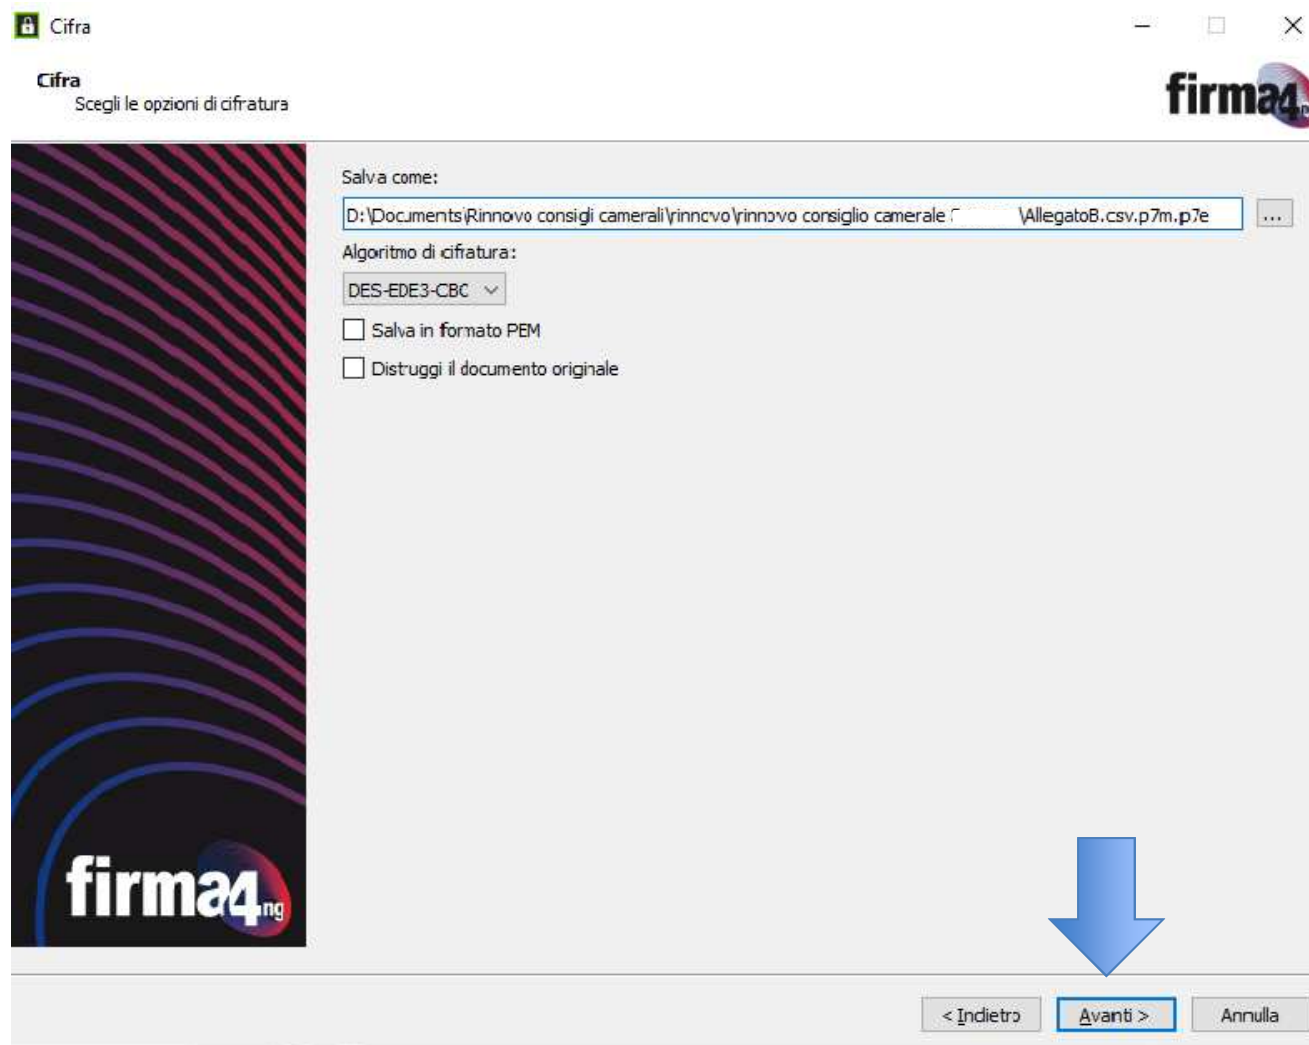 Cifra
Cifra
Scegli le opzioni di cifratura
firma4
Salva come:
D:\Documents\Rinnovo consigli camerali\rinnovo\rinnovo consiglio camerale \AllegatoB.csv.p7m.p7e
...
Algoritmo di cifratura:
DES-EDE3-CBC
Salva in formato PEM
Distruggi il documento originale
firma4ng
< Indietro
Avanti >
Annulla